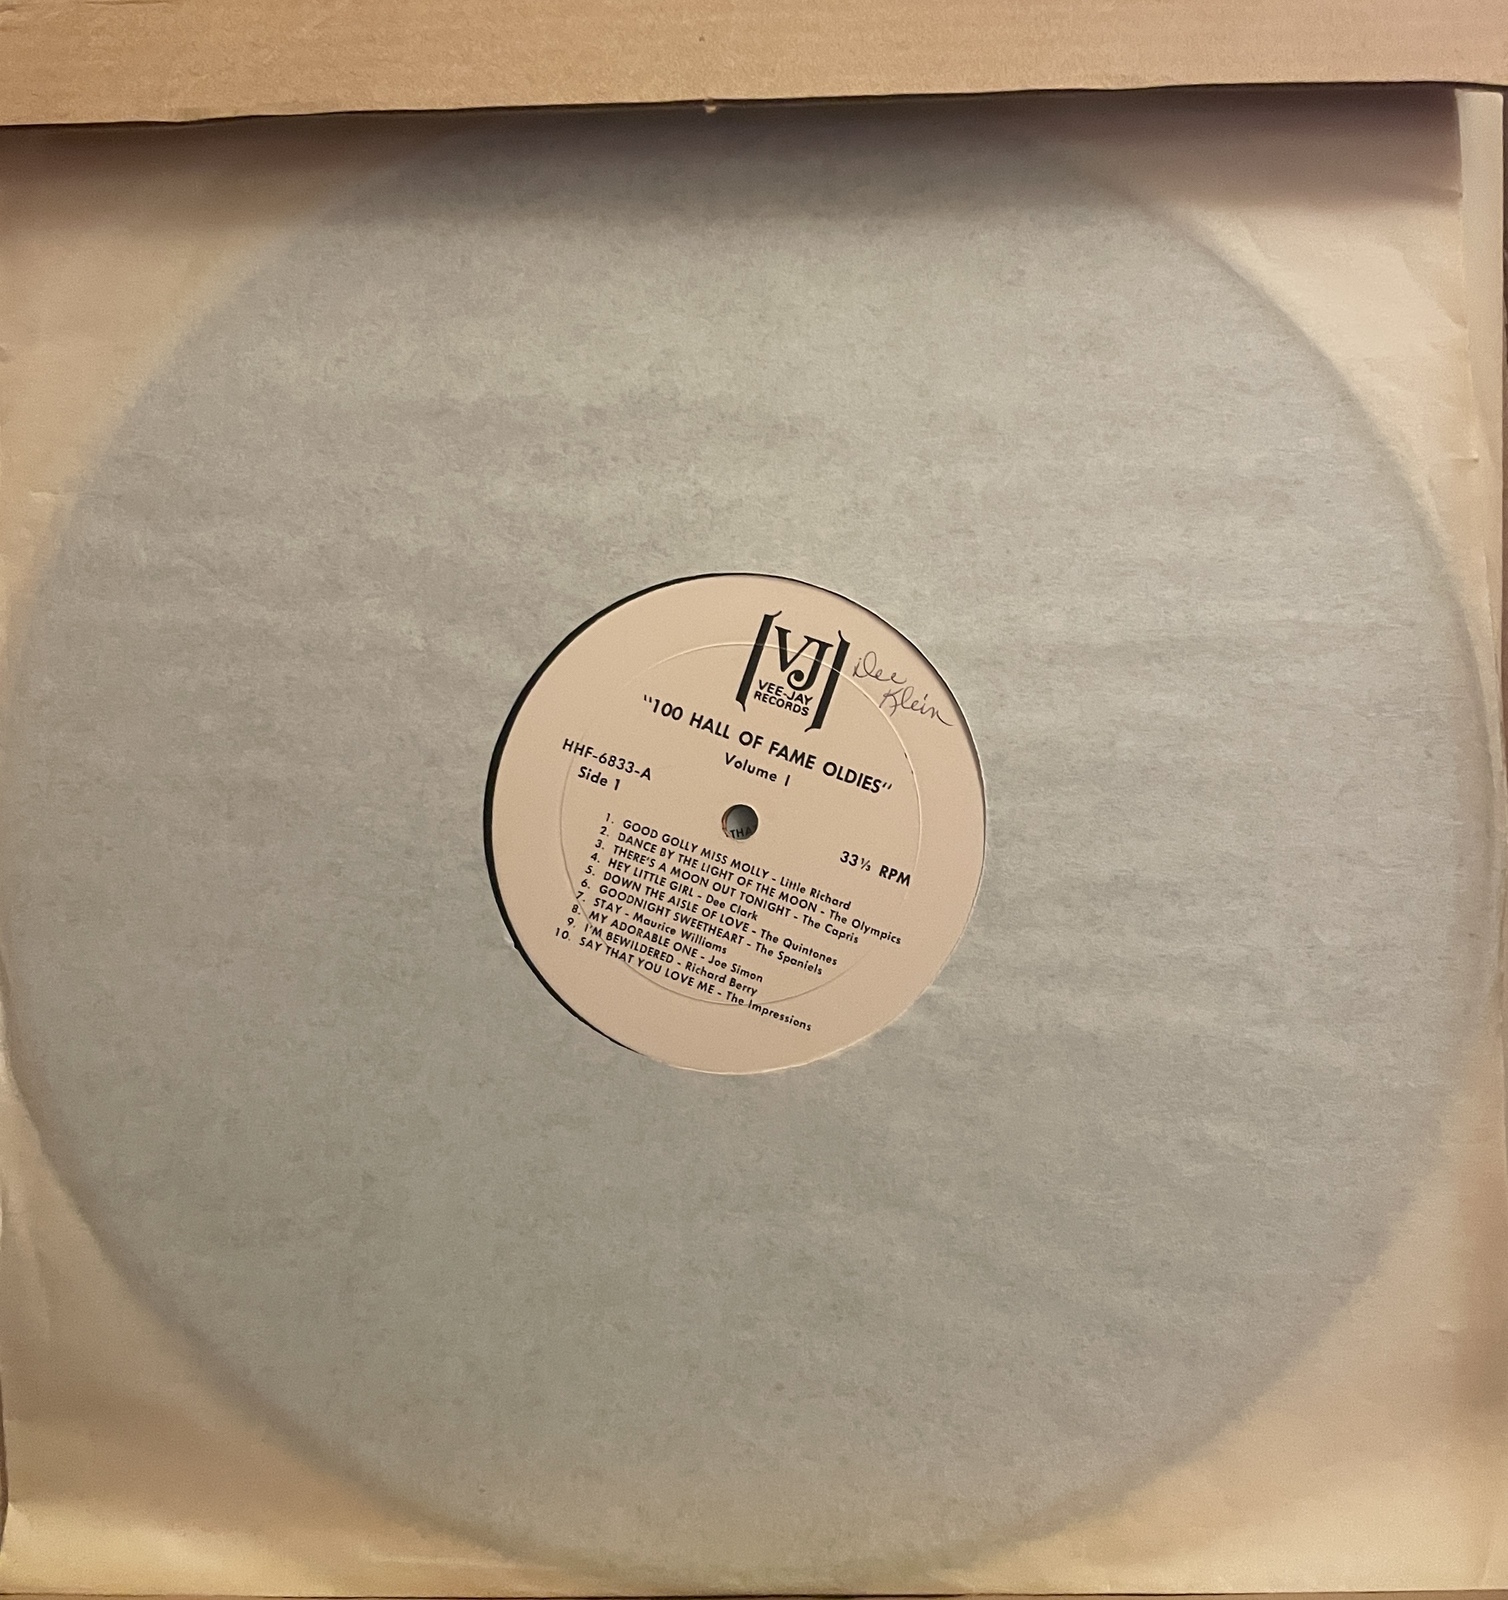 VJ
VEE-JAY
RECORDS
Dee
Klein
"100 HALL OF FAME OLDIES"
Volume I
HHF-6833-A
Side 1
THA
33⅓ RPM
1. GOOD GOLLY MISS MOLLY - Little Richard
2. DANCE BY THE LIGHT OF THE MOON - The Olympics
3. THERE'S A MOON OUT TONIGHT - The Capris
4. HEY LITTLE GIRL - Dee Clark
5. DOWN THE AISLE OF LOVE - The Quintones
6. GOODNIGHT SWEETHEART - The Spaniels
7. STAY - Maurice Williams
8. MY ADORABLE ONE - Joe Simon
9. I'M BEWILDERED - Richard Berry
10. SAY THAT YOU LOVE ME - The Impressions